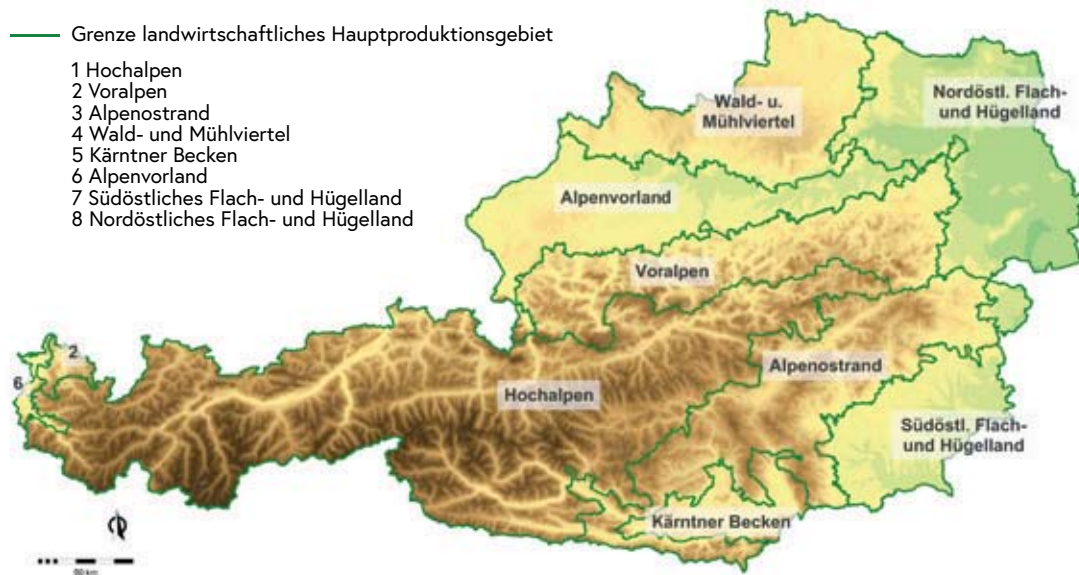 Grenze landwirtschaftliches Hauptproduktionsgebiet
1 Hochalpen
2 Voralpen
3 Alpenostrand
4 Wald- und Mühlviertel
5 Kärntner Becken
6 Alpenvorland
7 Südöstliches Flach- und Hügelland
8 Nordöstliches Flach- und Hügelland
Wald- u.
Mühlviertel
Nordöstl. Flach-
und Hügelland
Alpenvorland
Voralpen
2
6
Alpenostrand
Hochalpen
Südöstl. Flach-
und Hügelland
Kärntner Becken
50 km